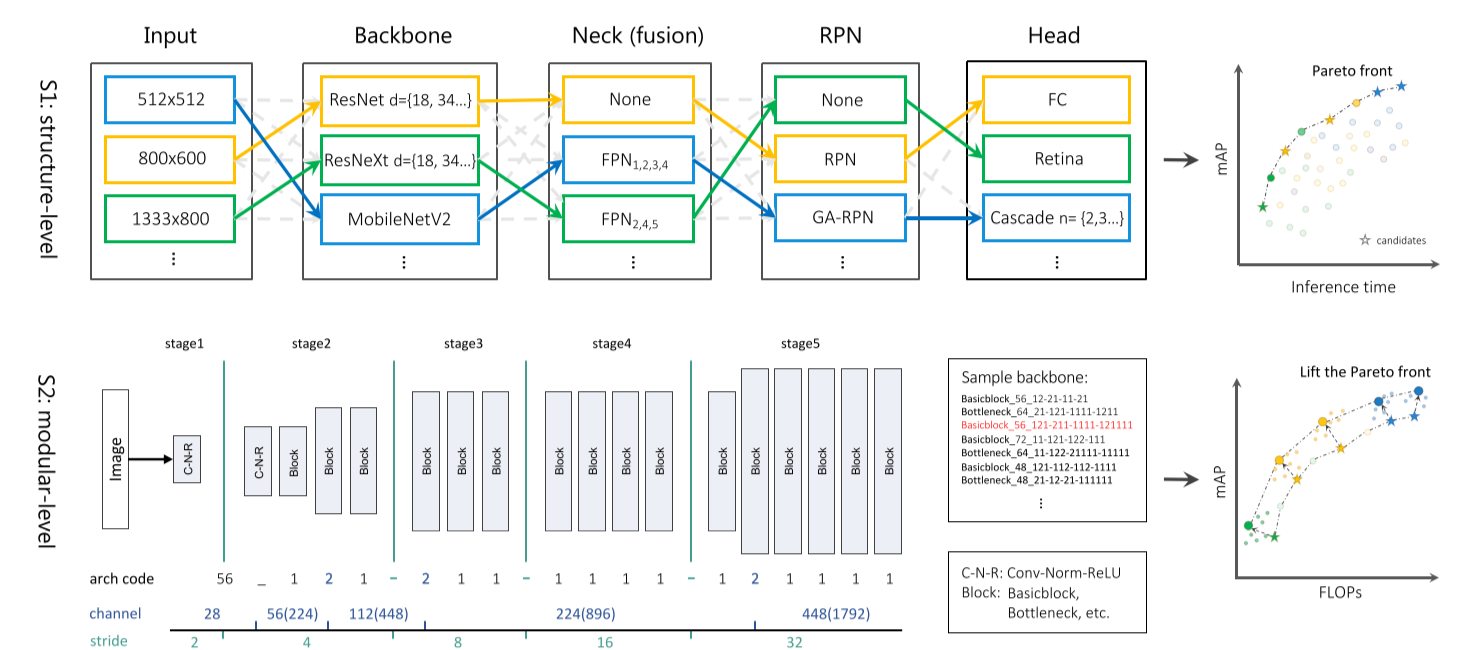 Input Backbone Neck (fusion) RPN Head
S1: structure-level
512x512 ResNet d={18, 34...} None None FC
800x600 ResNeXt d={18, 34...} FPN1,2,3,4 RPN Retina
1333x800 MobileNetV2 FPN2,4,5 GA-RPN Cascade n= {2,3...}
⋮ ⋮ ⋮ ⋮ ⋮
Pareto front
mAP
candidates
Inference time
S2: modular-level
stage1 stage2 stage3 stage4 stage5
Image C-N-R C-N-R Block Block Block Block Block Block Block Block Block Block Block Block Block Block Block Block
arch code 56 _ 1 2 1 - 2 1 1 - 1 1 1 1 - 1 2 1 1 1 1
channel 28 56(224) 112(448) 224(896) 448(1792)
stride 2 4 8 16 32
Sample backbone:
Basicblock_56_12-21-11-21
Bottleneck_64_21-121-1111-1211
Basicblock_56_121-211-1111-121111
Basicblock_72_11-121-122-111
Bottleneck_64_11-122-21111-11111
Basicblock_48_121-112-112-1111
Bottleneck_48_21-12-21-111111
⋮
C-N-R: Conv-Norm-ReLU
Block: Basicblock,
Bottleneck, etc.
Lift the Pareto front
mAP
FLOPs